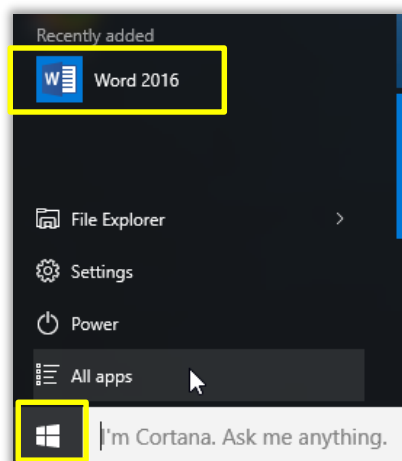 Recently added
W
Word 2016
File Explorer
Settings
Power
All apps
I'm Cortana. Ask me anything.